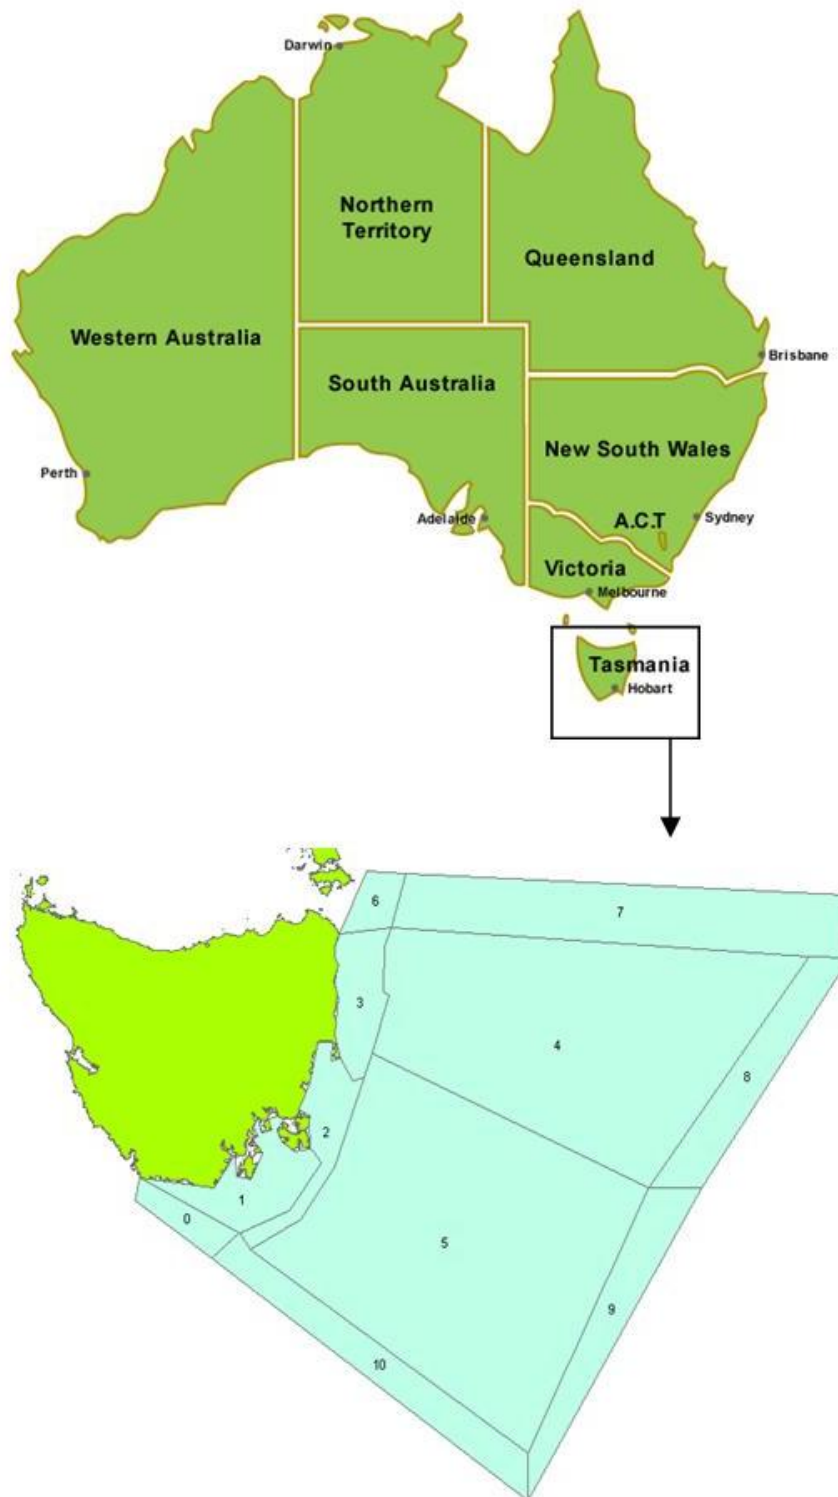 Darwin
Northern
Territory
Queensland
Western Australia
South Australia
Brisbane
New South Wales
Perth
Adelaide
A.C.T
Sydney
Victoria
Melbourne
Tasmania
Hobart
6
7
3
4
8
2
1
0
5
9
10